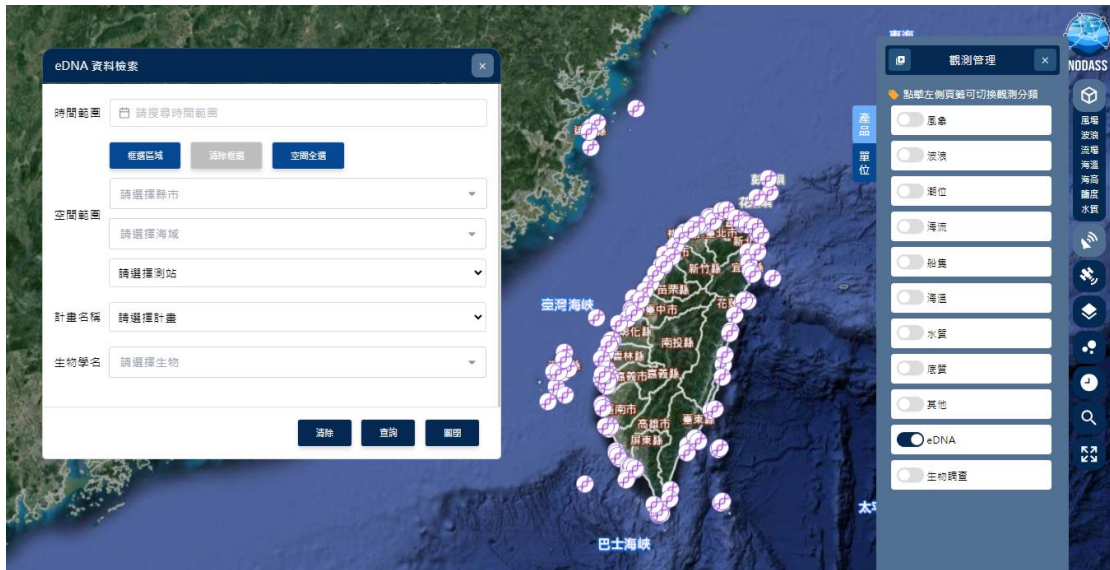 eDNA 資料檢索
×
時間範圍
請搜尋時間範圍
框選區域
清除框選
空間全選
空間範圍
請選擇縣市
請選擇海域
請選擇測站
計畫名稱
請選擇計畫
生物學名
請選擇生物
清除
查詢
關閉
東海
臺灣海峽
新竹縣
苗栗縣
臺中市
彰化縣
南投縣
雲林縣
嘉義市嘉義縣
臺南市
高雄市
屏東縣
巴士海峽
產品
單位
觀測管理
×
點擊左側頁籤可切換觀測分類
風象
波浪
潮位
海流
船隻
海溫
水質
底質
其他
eDNA
生物調查
NODASS
風場
波浪
流場
海溫
海高
鹽度
水質